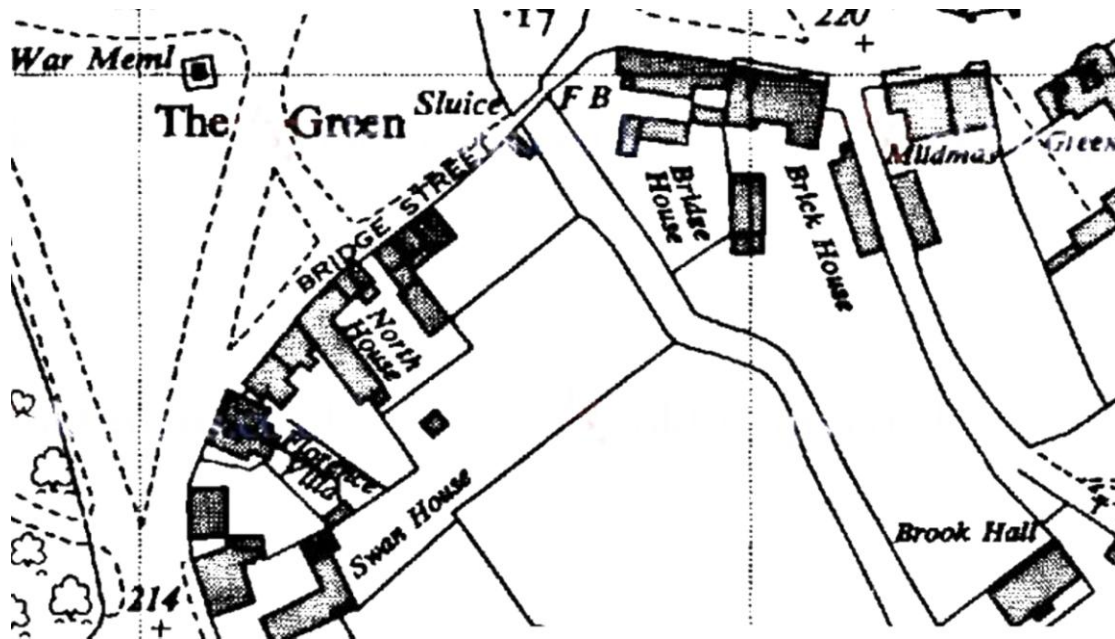 ·17
220
War Meml
The Green
Sluice
F B
BRIDGE STREET
Bridge
House
Brick House
Mildmay
Green
North
House
Florence
Villa
Swan House
Brook Hall
214